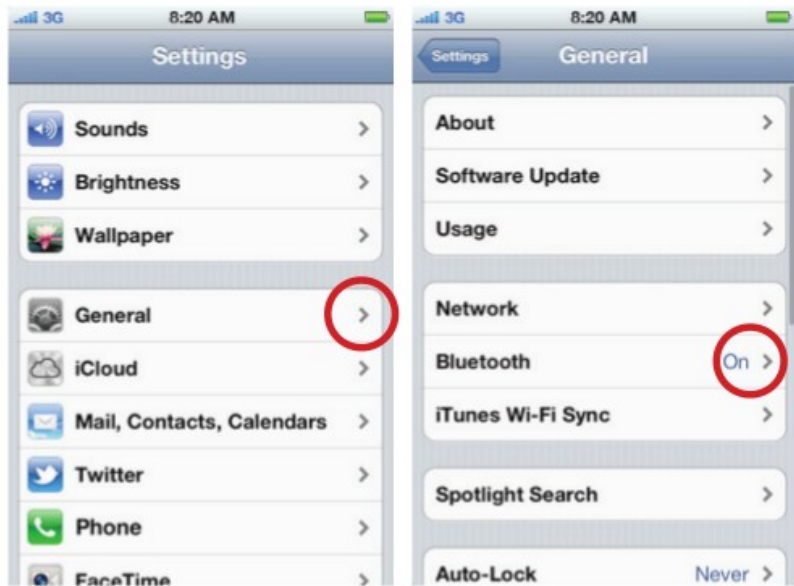 3G 8:20 AM
Settings
Sounds
Brightness
Wallpaper
General
iCloud
Mail, Contacts, Calendars
Twitter
Phone
FaceTime
3G 8:20 AM
Settings General
About
Software Update
Usage
Network
Bluetooth On
iTunes Wi-Fi Sync
Spotlight Search
Auto-Lock Never